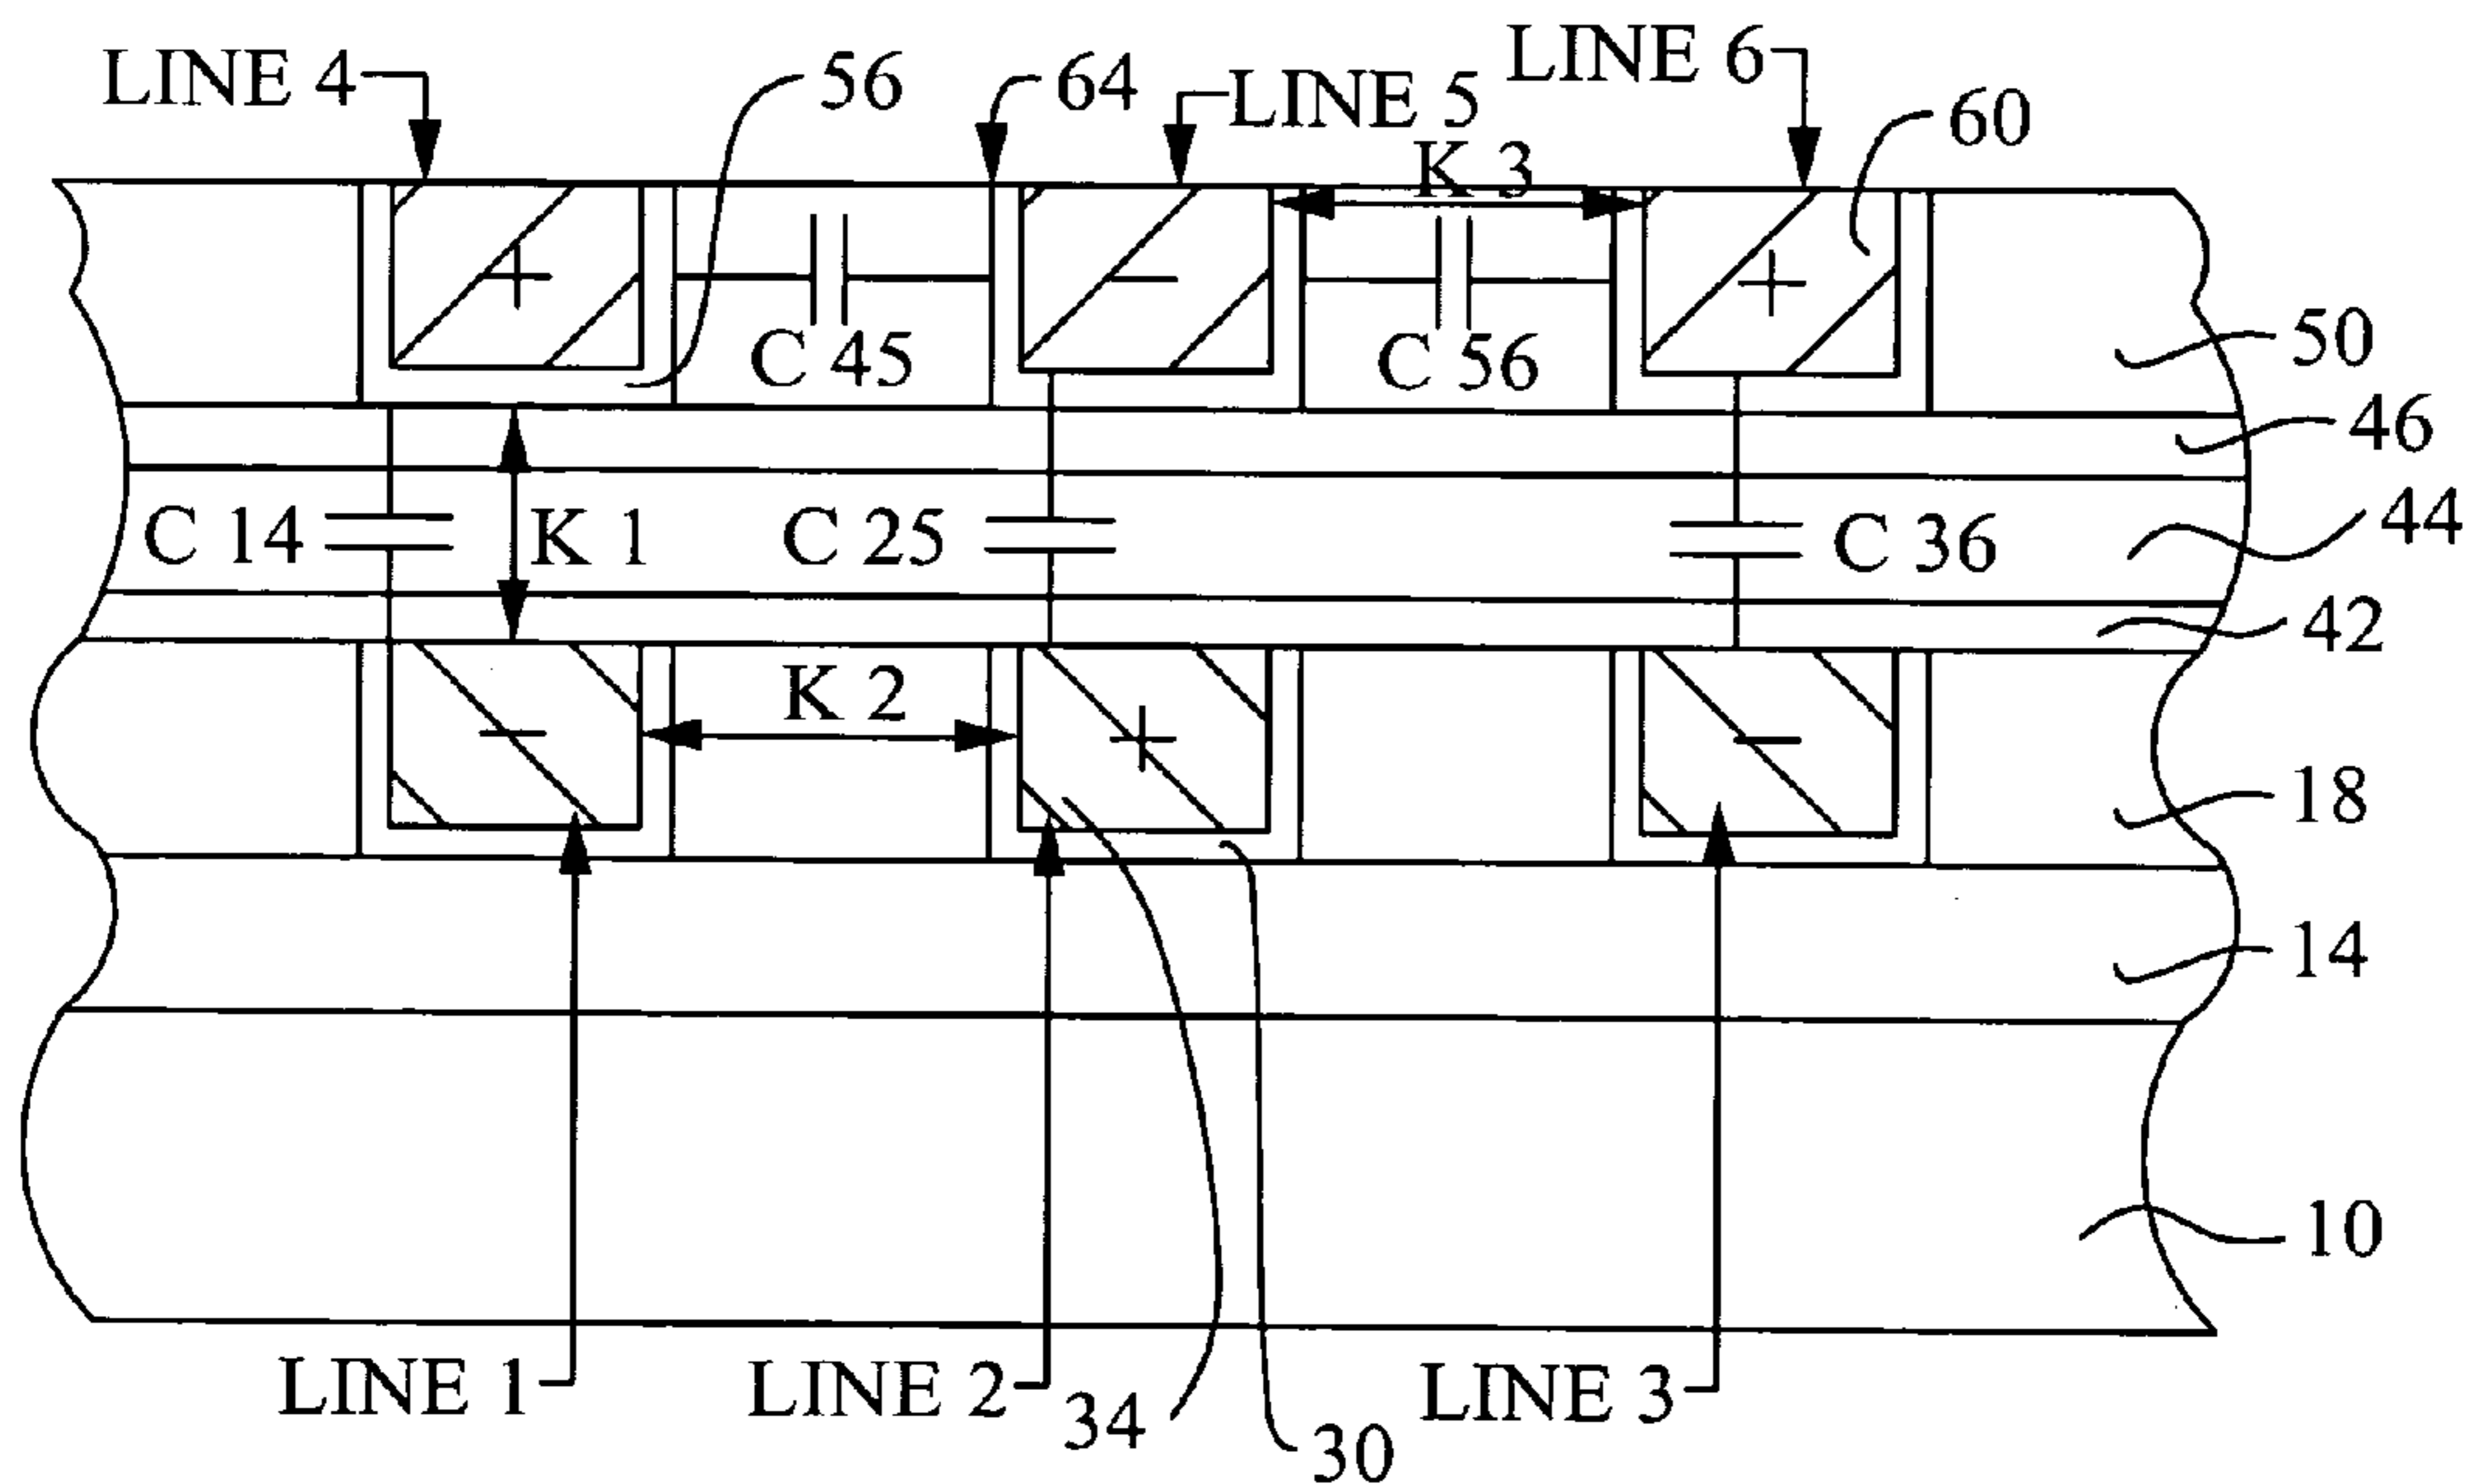 LINE 4
56
64
LINE 5
LINE 6
60
K 3
+
−
+
C 45
C 56
50
46
C 14
K 1
C 25
C 36
44
42
K 2
−
+
−
18
14
10
LINE 1
LINE 2
34
30
LINE 3